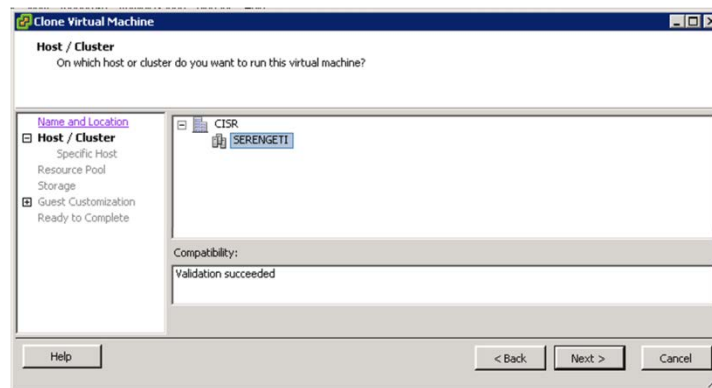 Clone Virtual Machine
Host / Cluster
On which host or cluster do you want to run this virtual machine?
Name and Location
Host / Cluster
Specific Host
Resource Pool
Storage
Guest Customization
Ready to Complete
CISR
SERENGETI
Compatibility:
Validation succeeded
Help
< Back
Next >
Cancel